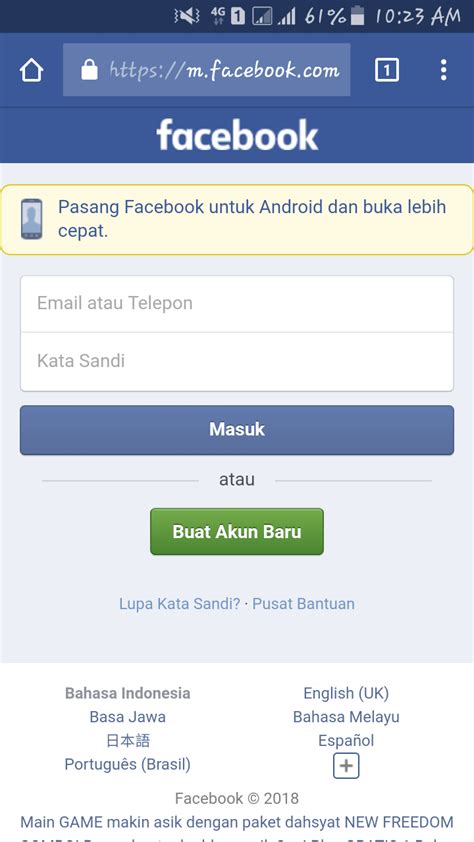 4G 1 61% 10:23 AM
https://m.facebook.com 1
facebook
Pasang Facebook untuk Android dan buka lebih
cepat.
Email atau Telepon
Kata Sandi
Masuk
atau
Buat Akun Baru
Lupa Kata Sandi? · Pusat Bantuan
Bahasa Indonesia English (UK)
Basa Jawa Bahasa Melayu
日本語 Español
Português (Brasil)
Facebook © 2018
Main GAME makin asik dengan paket dahsyat NEW FREEDOM